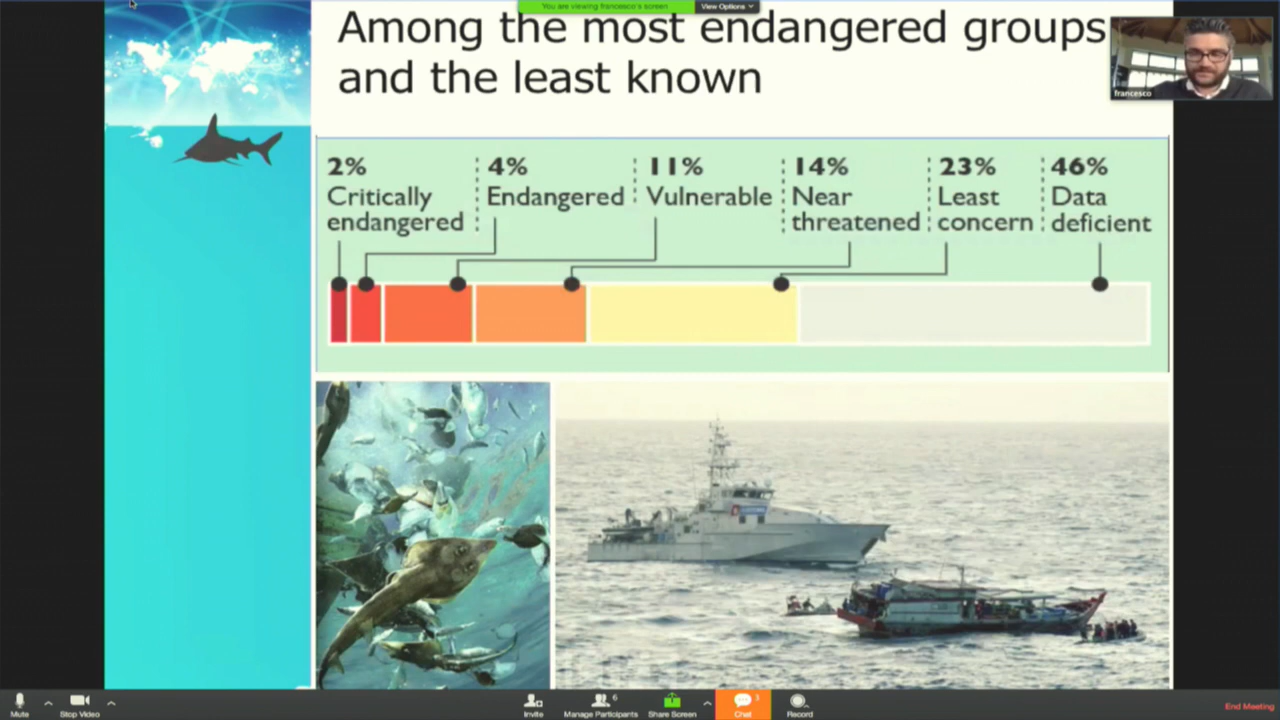 You are viewing francesco's screen
View Options
Among the most endangered groups
and the least known
francesco
2%
Critically
endangered
4%
Endangered
11%
Vulnerable
14%
Near
threatened
23%
Least
concern
46%
Data
deficient
Mute
Stop Video
Invite
6
Manage Participants
Share Screen
3
Chat
Record
End Meeting